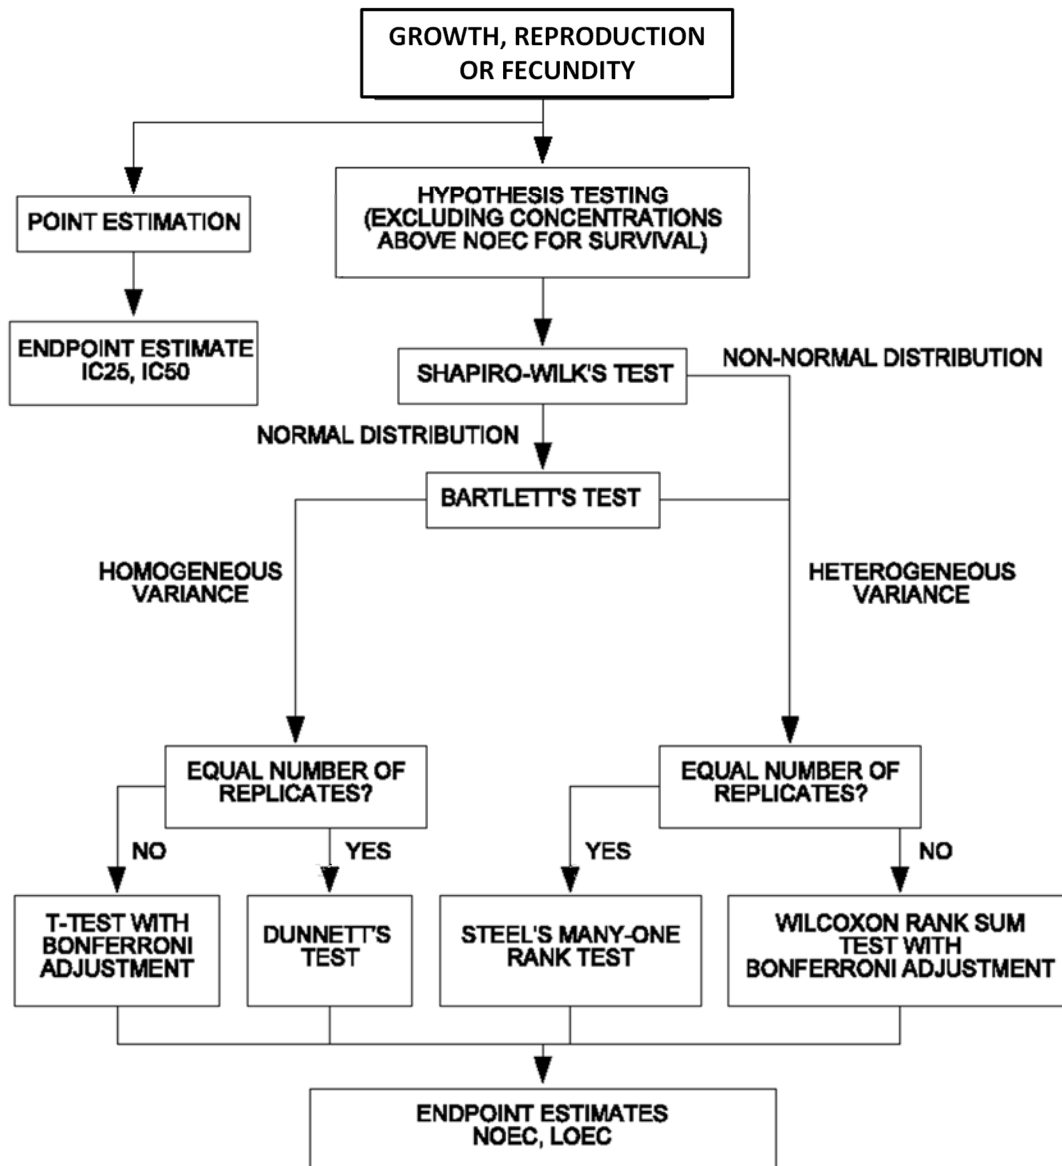 GROWTH, REPRODUCTION
OR FECUNDITY
POINT ESTIMATION
HYPOTHESIS TESTING
(EXCLUDING CONCENTRATIONS
ABOVE NOEC FOR SURVIVAL)
ENDPOINT ESTIMATE
IC25, IC50
SHAPIRO-WILK'S TEST
NON-NORMAL DISTRIBUTION
NORMAL DISTRIBUTION
BARTLETT'S TEST
HOMOGENEOUS
VARIANCE
HETEROGENEOUS
VARIANCE
EQUAL NUMBER OF
REPLICATES?
EQUAL NUMBER OF
REPLICATES?
NO
YES
YES
NO
T-TEST WITH
BONFERRONI
ADJUSTMENT
DUNNETT'S
TEST
STEEL'S MANY-ONE
RANK TEST
WILCOXON RANK SUM
TEST WITH
BONFERRONI ADJUSTMENT
ENDPOINT ESTIMATES
NOEC, LOEC